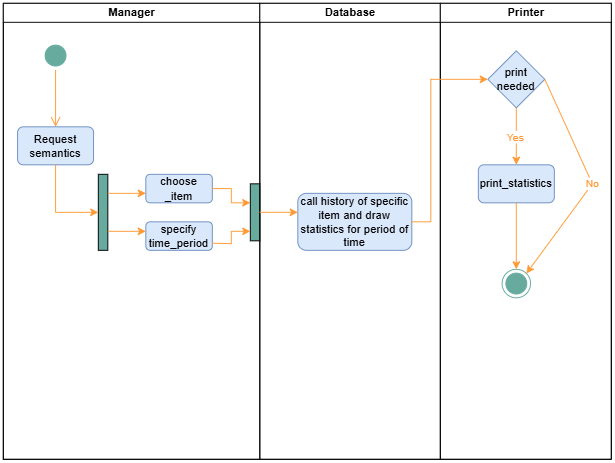 Manager
Database
Printer
Request
semantics
choose
_item
specify
time_period
call history of specific
item and draw
statistics for period of
time
print
needed
Yes
print_statistics
No